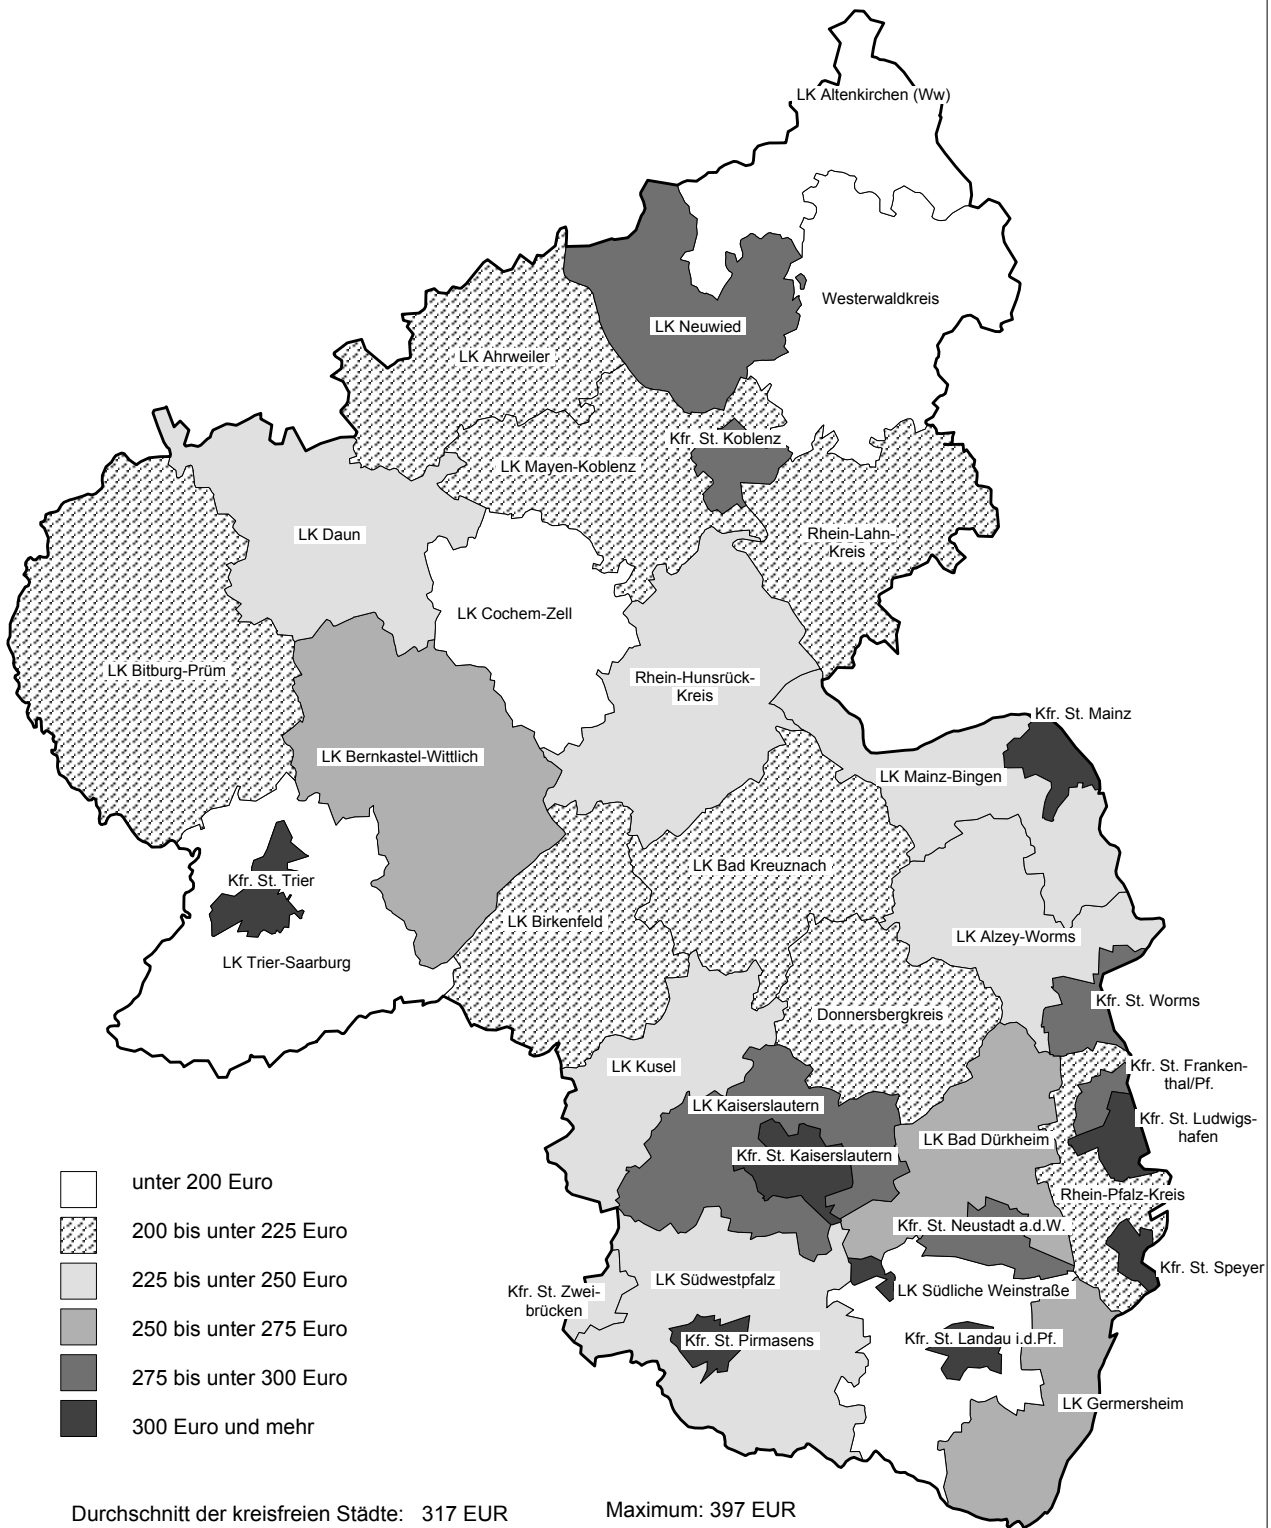 LK Altenkirchen (Ww)
Westerwaldkreis
LK Neuwied
LK Ahrweiler
Kfr. St. Koblenz
LK Mayen-Koblenz
LK Daun
Rhein-Lahn-
Kreis
LK Cochem-Zell
LK Bitburg-Prüm
Rhein-Hunsrück-
Kreis
Kfr. St. Mainz
LK Bernkastel-Wittlich
LK Mainz-Bingen
LK Bad Kreuznach
Kfr. St. Trier
LK Birkenfeld
LK Alzey-Worms
LK Trier-Saarburg
Kfr. St. Worms
Donnersbergkreis
LK Kusel
Kfr. St. Franken-
thal/Pf.
LK Kaiserslautern
Kfr. St. Ludwigs-
hafen
LK Bad Dürkheim
Kfr. St. Kaiserslautern
Rhein-Pfalz-Kreis
Kfr. St. Neustadt a.d.W.
Kfr. St. Speyer
LK Südwestpfalz
Kfr. St. Zwei-
brücken
LK Südliche Weinstraße
Kfr. St. Pirmasens
Kfr. St. Landau i.d.Pf.
LK Germersheim
unter 200 Euro
200 bis unter 225 Euro
225 bis unter 250 Euro
250 bis unter 275 Euro
275 bis unter 300 Euro
300 Euro und mehr
Durchschnitt der kreisfreien Städte: 317 EUR
Maximum: 397 EUR